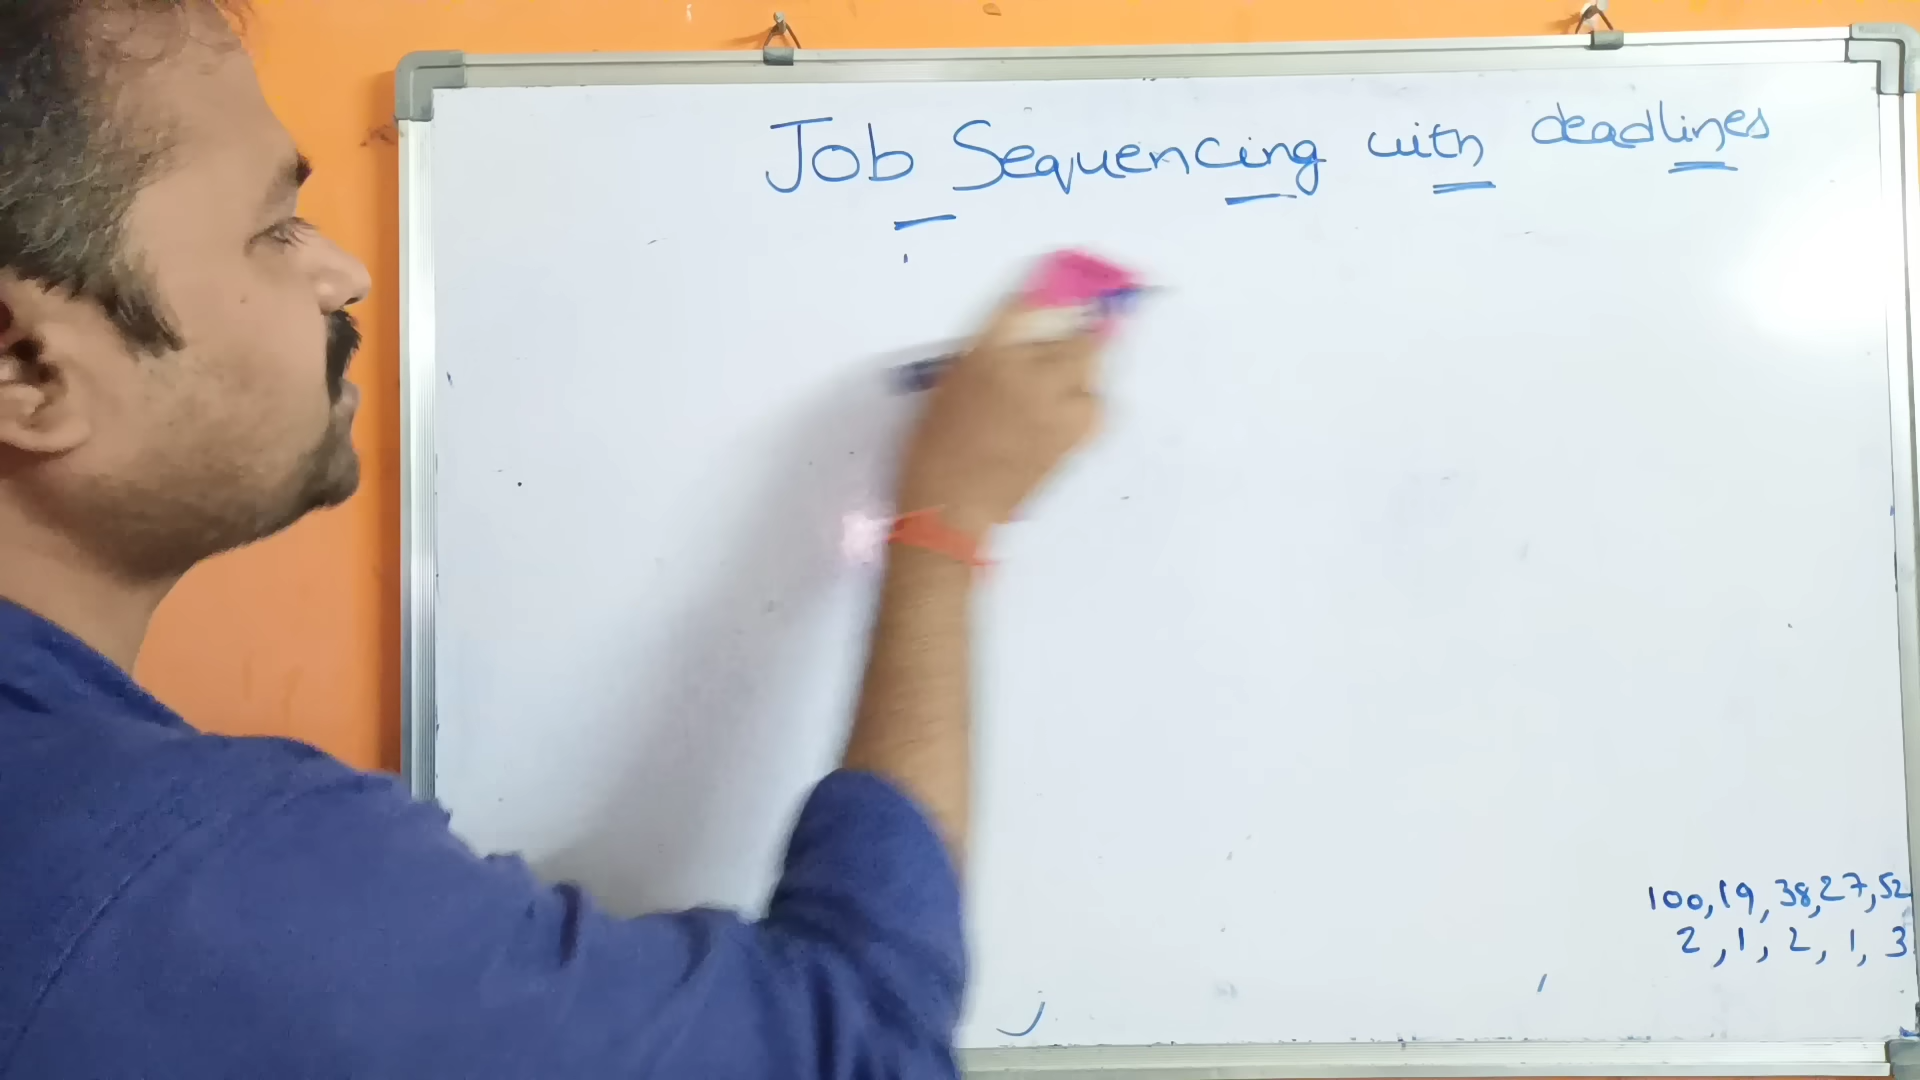 Job Sequencing with deadlines
100, 19, 38, 27, 52
2, 1, 2, 1, 3